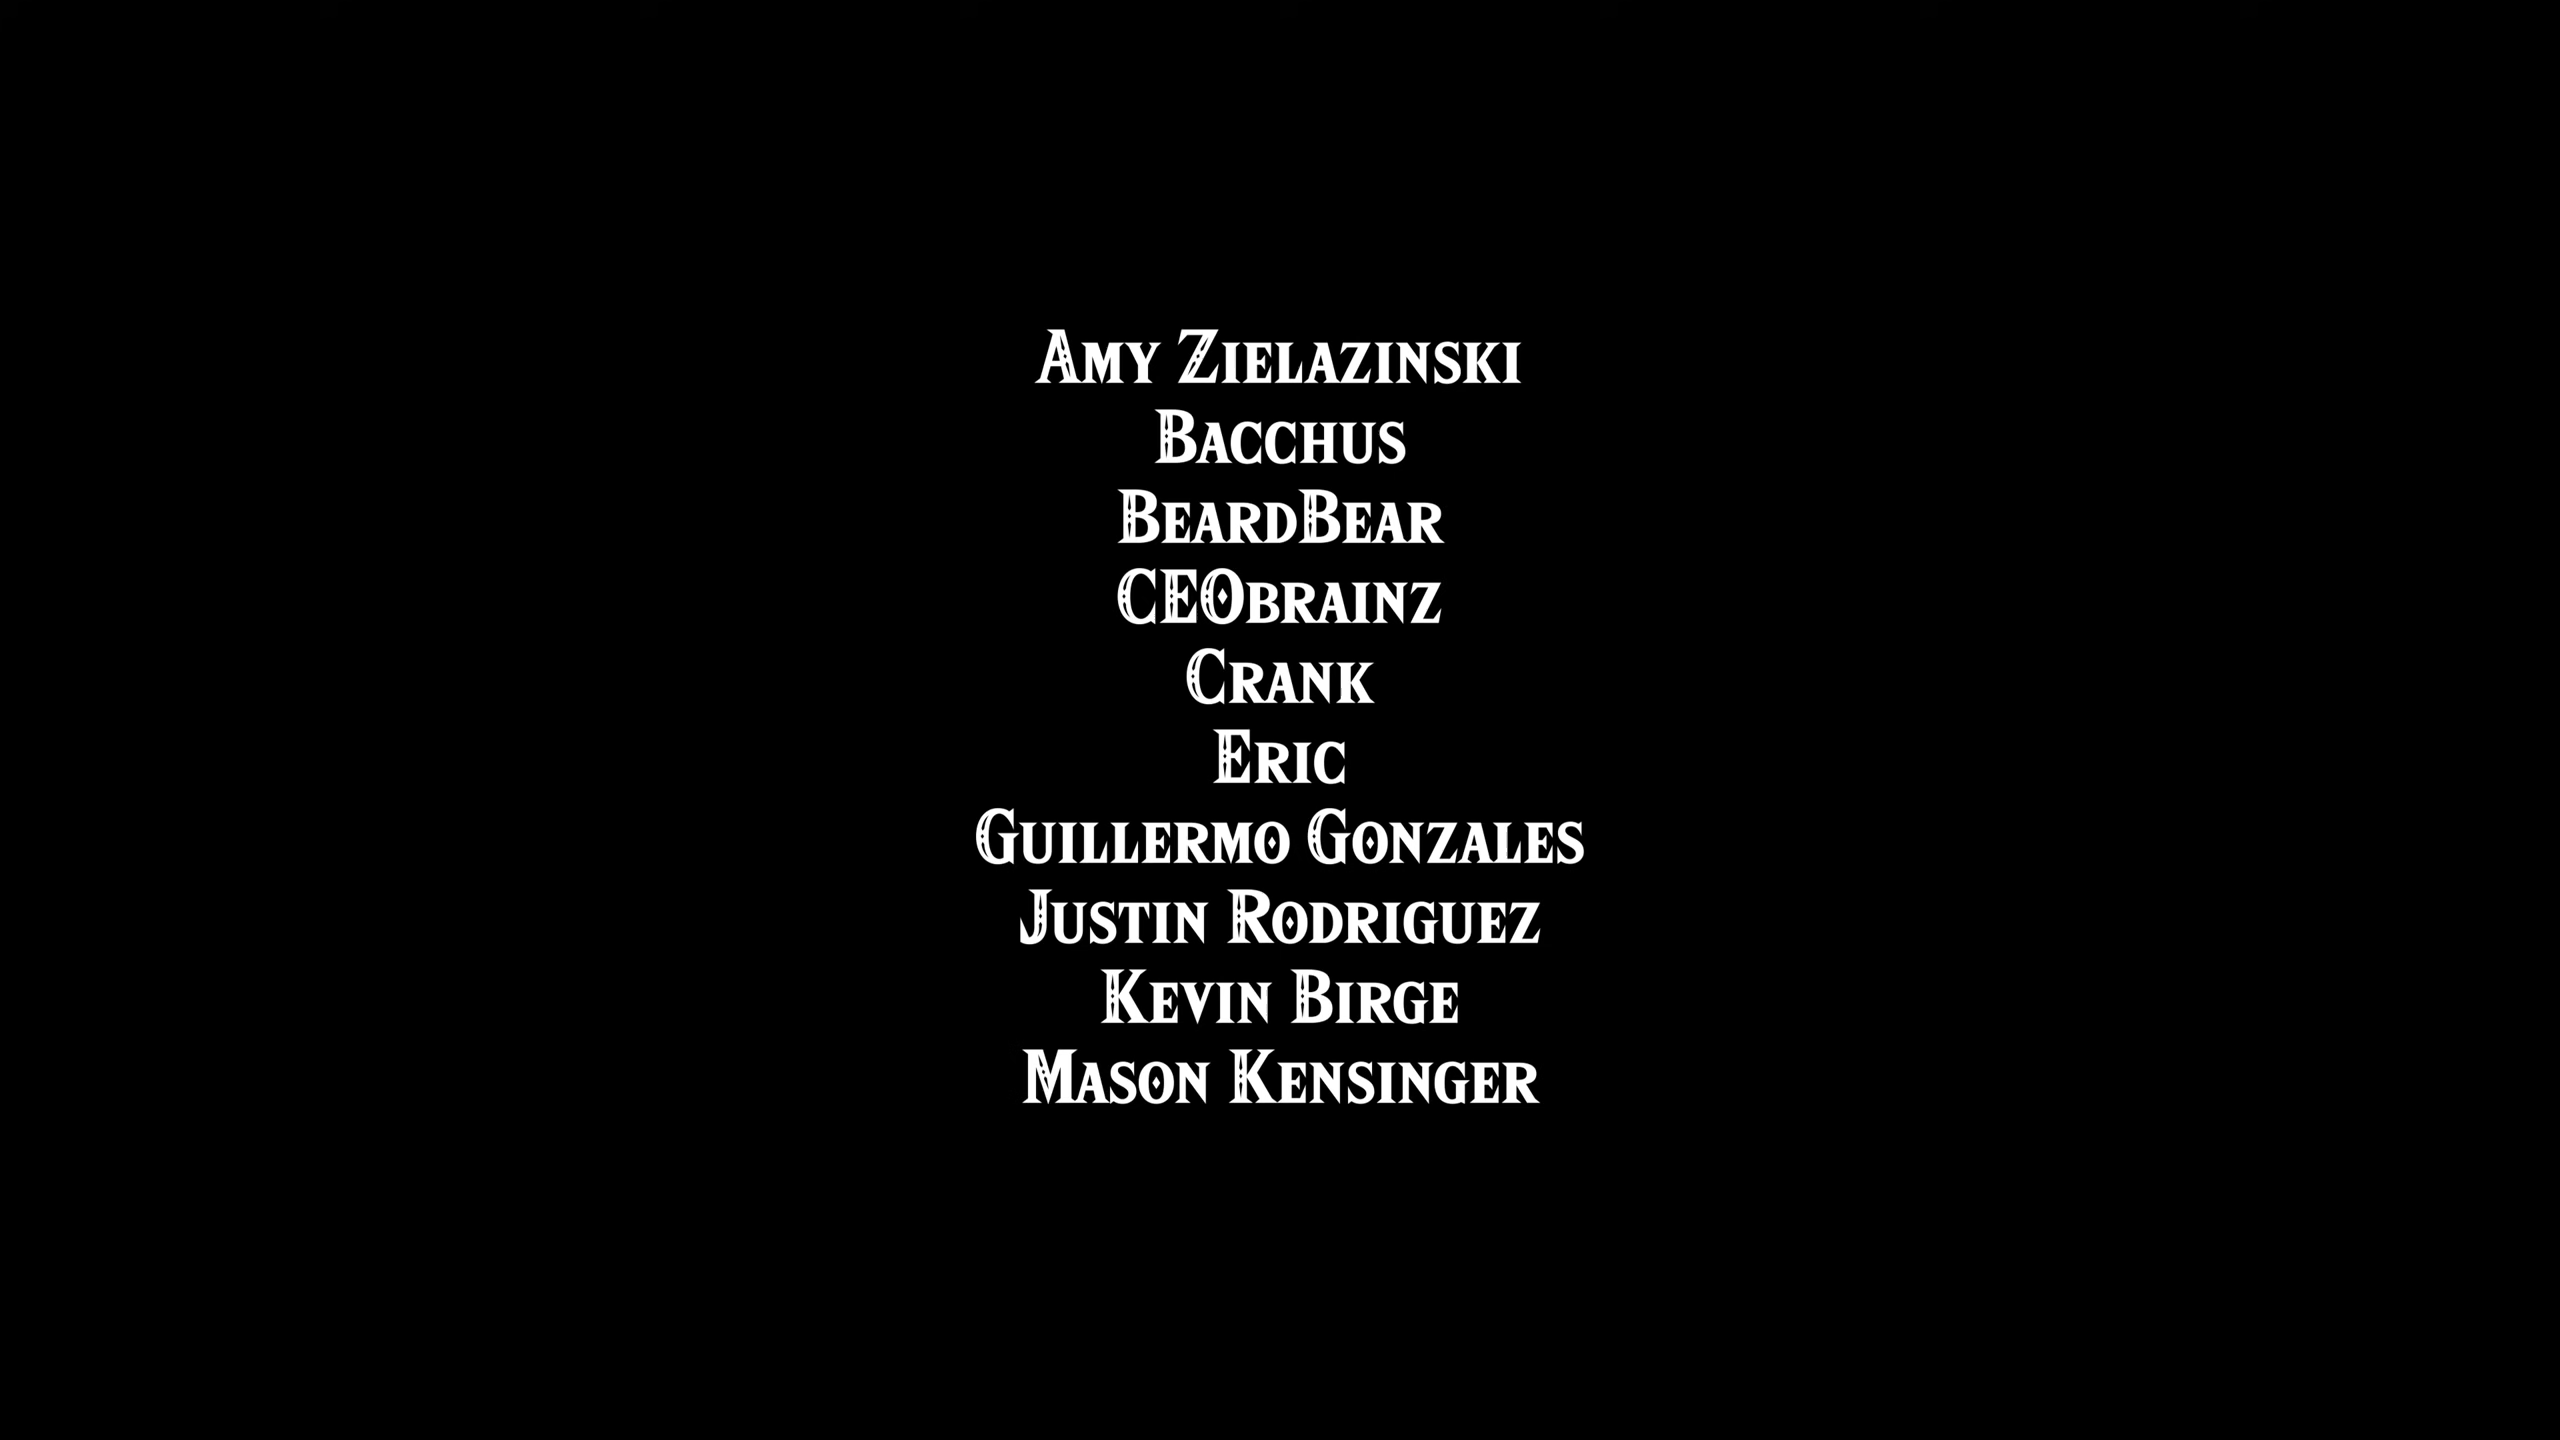 Amy Zielazinski
Bacchus
BeardBear
CEObrainz
Crank
Eric
Guillermo Gonzales
Justin Rodriguez
Kevin Birge
Mason Kensinger